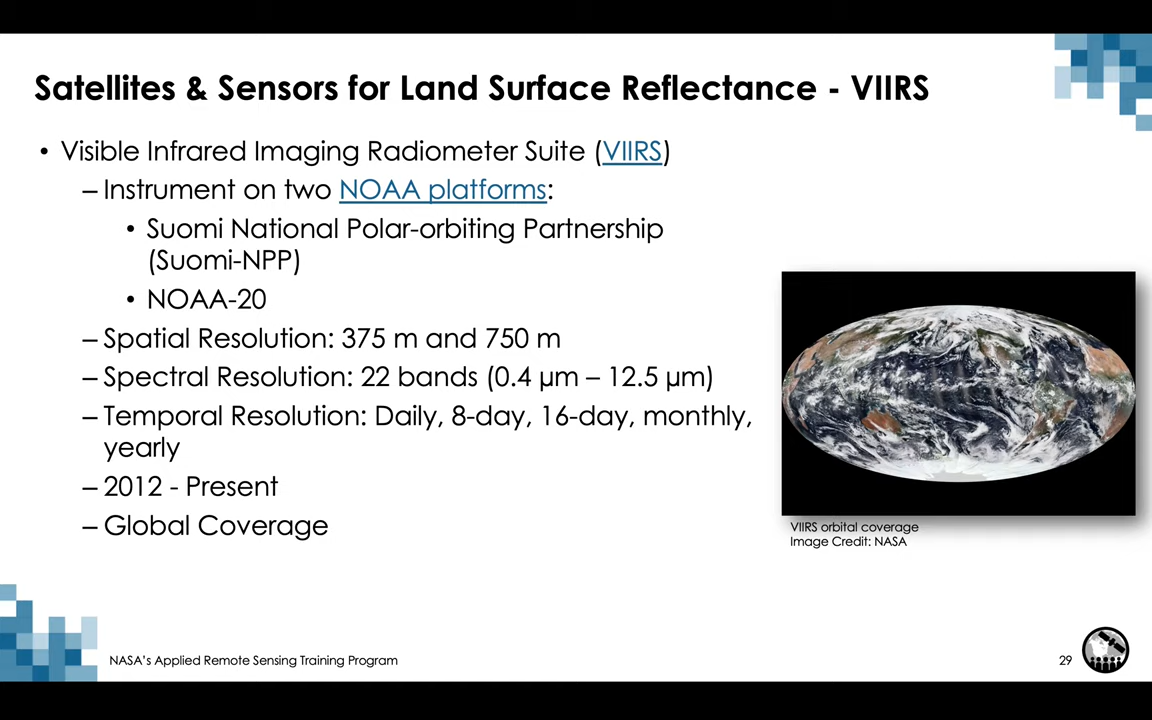 Satellites & Sensors for Land Surface Reflectance - VIIRS
• Visible Infrared Imaging Radiometer Suite (VIIRS)
– Instrument on two NOAA platforms:
• Suomi National Polar-orbiting Partnership
(Suomi-NPP)
• NOAA-20
– Spatial Resolution: 375 m and 750 m
– Spectral Resolution: 22 bands (0.4 µm – 12.5 µm)
– Temporal Resolution: Daily, 8-day, 16-day, monthly,
yearly
– 2012 - Present
– Global Coverage
VIIRS orbital coverage
Image Credit: NASA
NASA's Applied Remote Sensing Training Program
29